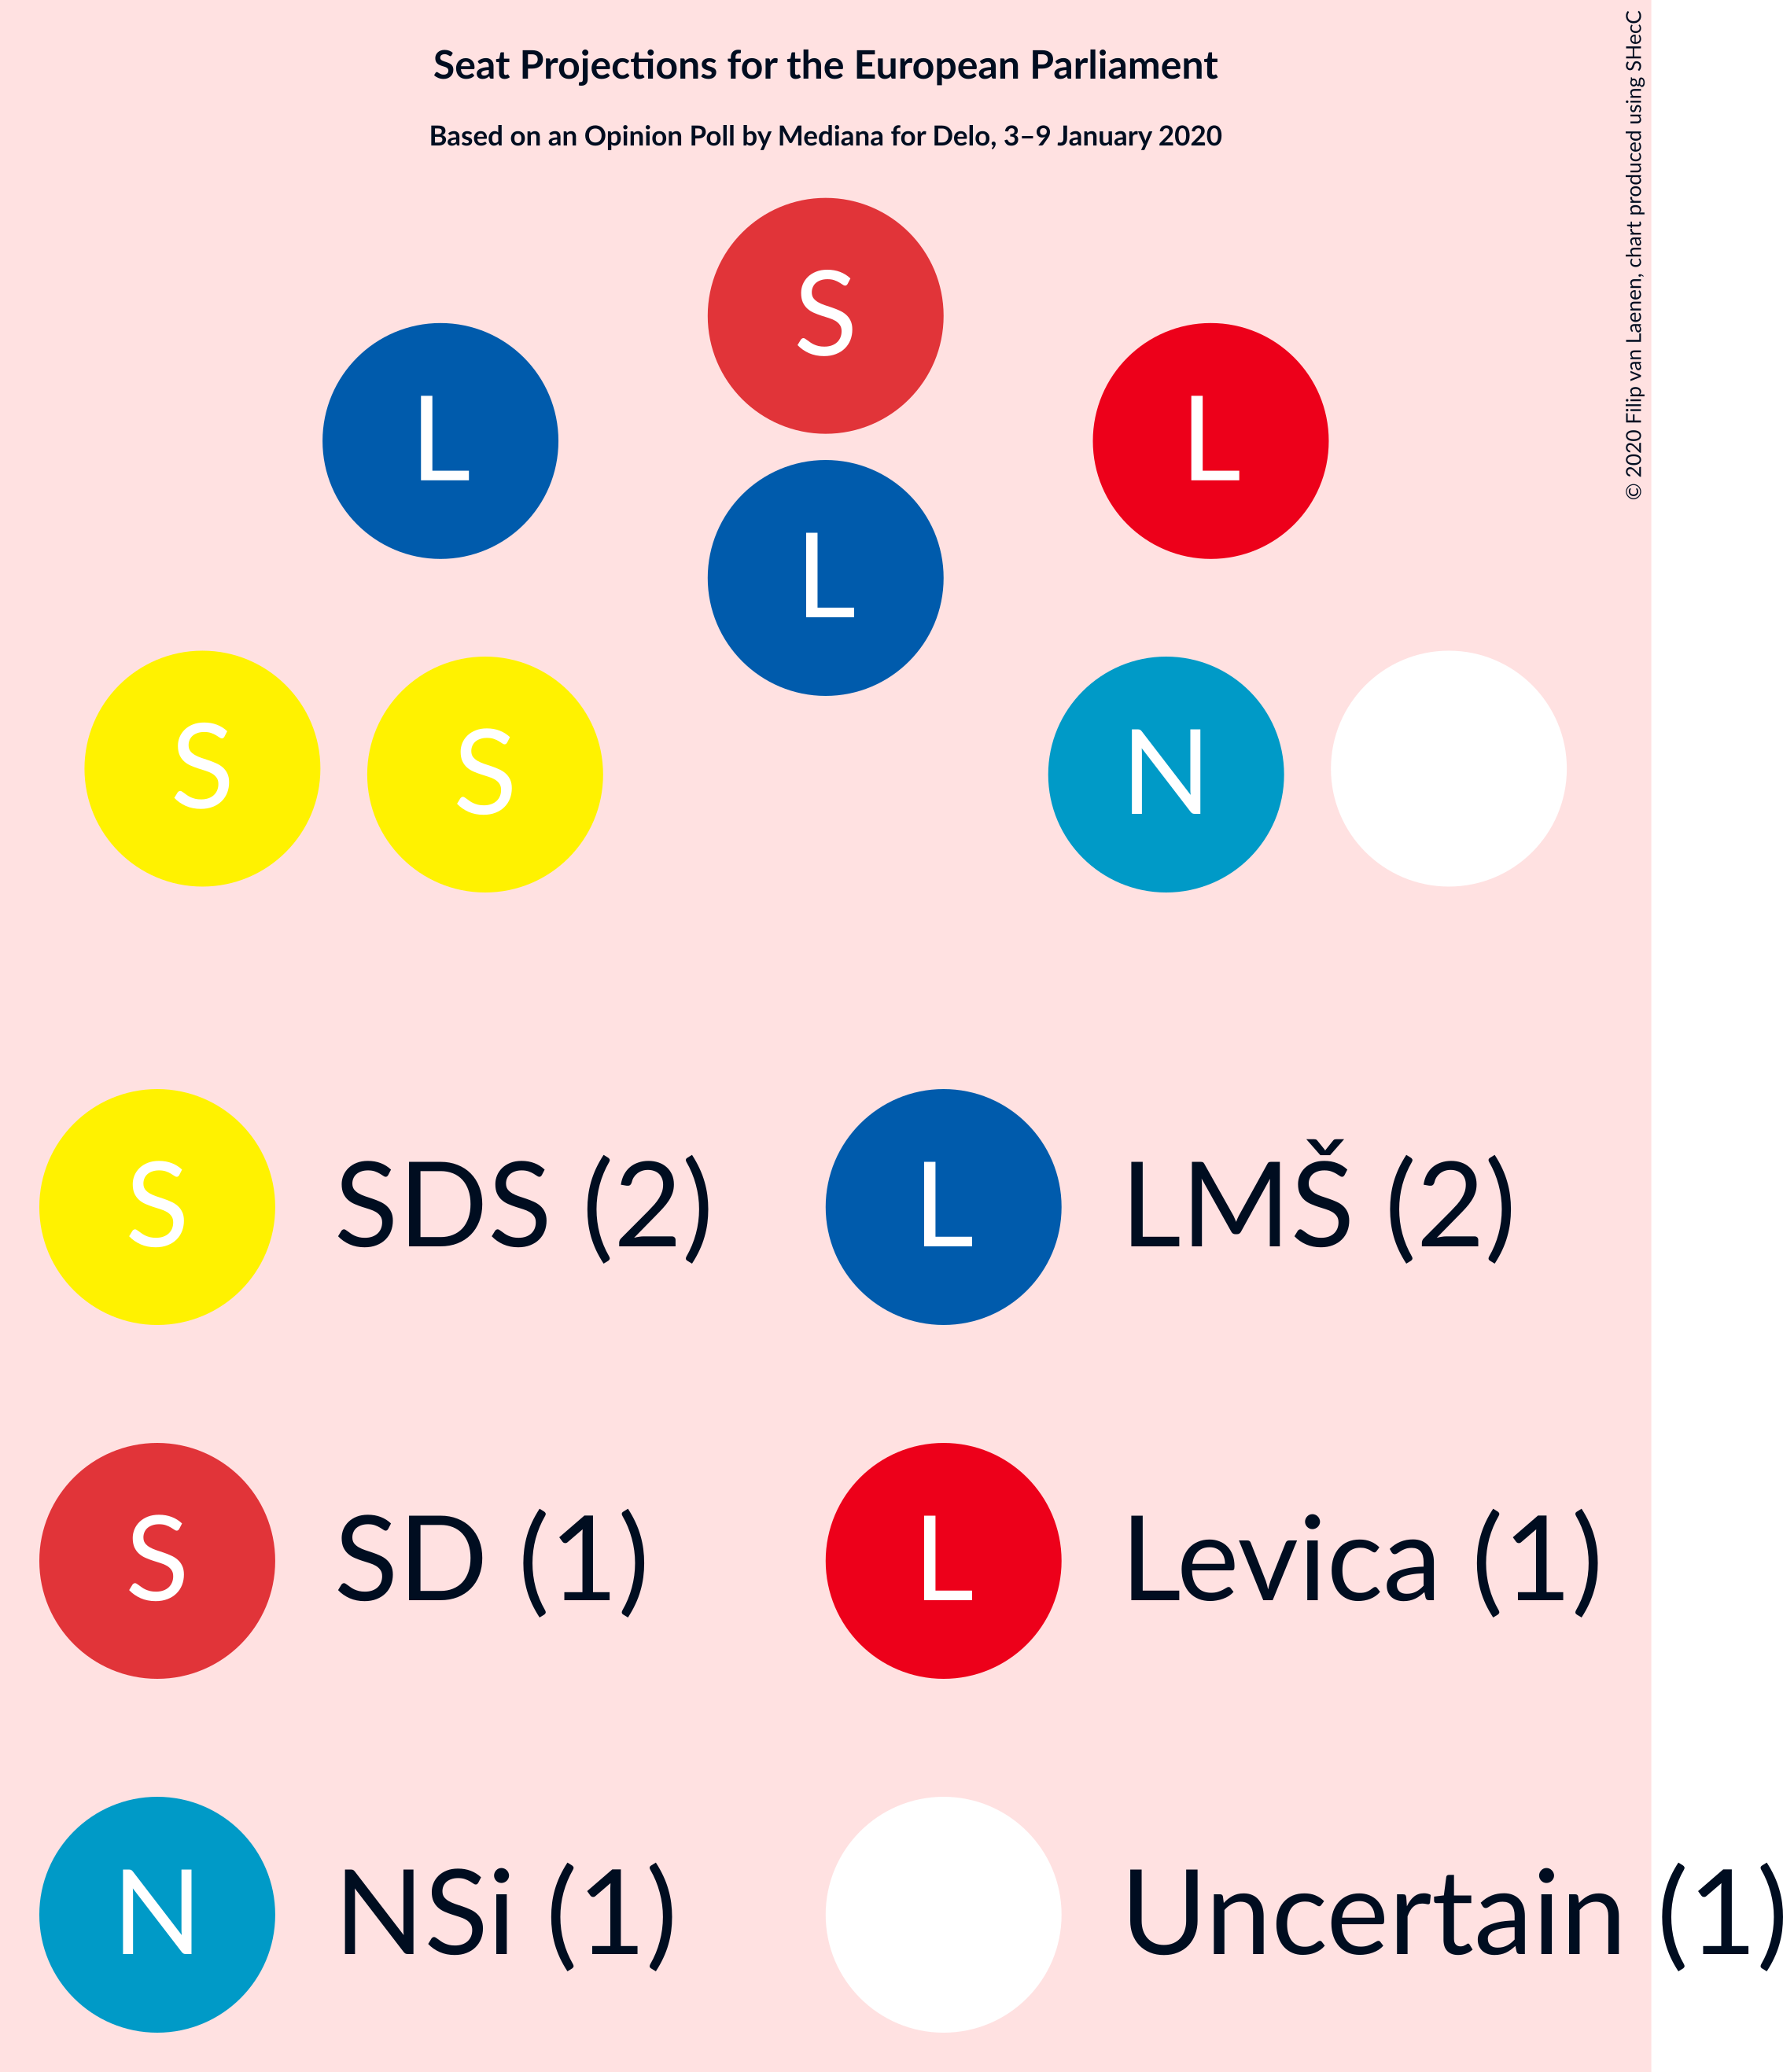 Seat Projections for the European Parliament
Based on an Opinion Poll by Mediana for Delo, 3–9 January 2020
© 2020 Filip van Laenen, chart produced using SHecC
S
L
L
L
S
S
N
S SDS (2)
L LMŠ (2)
S SD (1)
L Levica (1)
N NSi (1)
Uncertain (1)